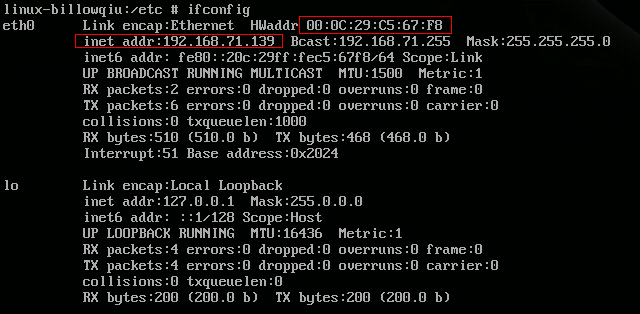 linux-billowqiu:/etc # ifconfig
eth0 Link encap:Ethernet HWaddr 00:0C:29:C5:67:F8
inet addr:192.168.71.139 Bcast:192.168.71.255 Mask:255.255.255.0
inet6 addr: fe80::20c:29ff:fec5:67f8/64 Scope:Link
UP BROADCAST RUNNING MULTICAST MTU:1500 Metric:1
RX packets:2 errors:0 dropped:0 overruns:0 frame:0
TX packets:6 errors:0 dropped:0 overruns:0 carrier:0
collisions:0 txqueuelen:1000
RX bytes:510 (510.0 b) TX bytes:468 (468.0 b)
Interrupt:51 Base address:0x2024
lo Link encap:Local Loopback
inet addr:127.0.0.1 Mask:255.0.0.0
inet6 addr: ::1/128 Scope:Host
UP LOOPBACK RUNNING MTU:16436 Metric:1
RX packets:4 errors:0 dropped:0 overruns:0 frame:0
TX packets:4 errors:0 dropped:0 overruns:0 carrier:0
collisions:0 txqueuelen:0
RX bytes:200 (200.0 b) TX bytes:200 (200.0 b)